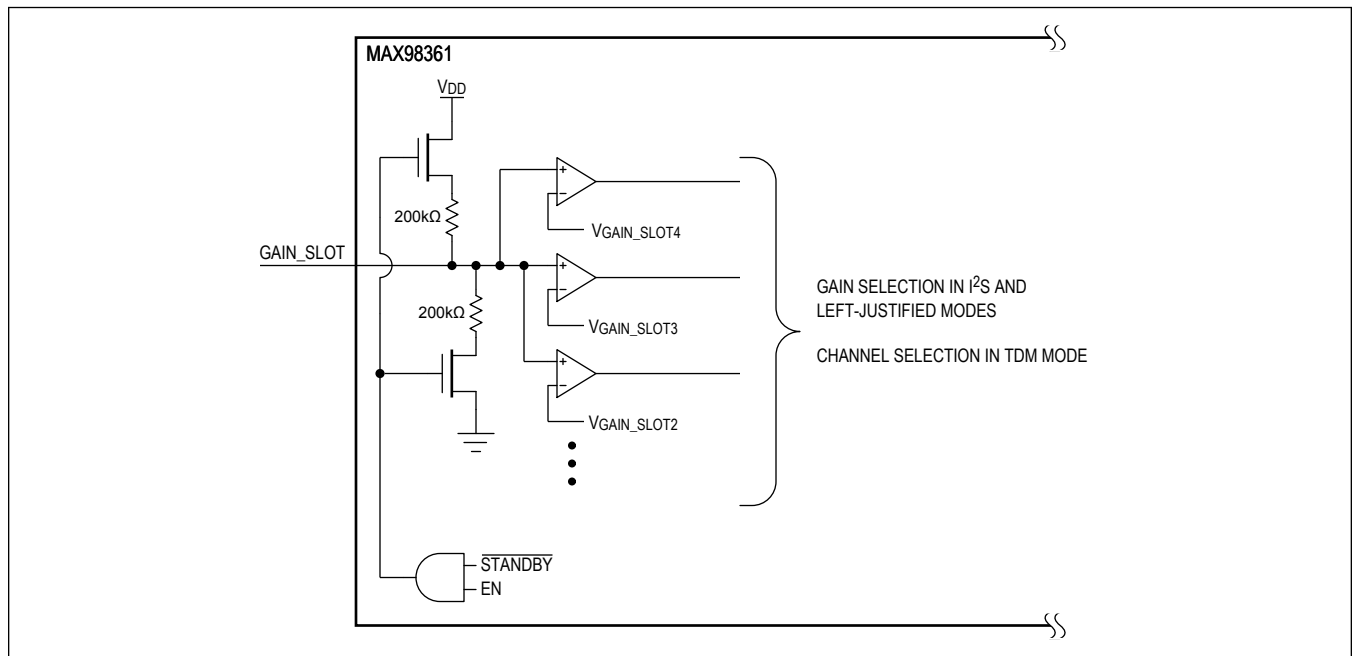 MAX98361
VDD
200kΩ
VGAIN_SLOT4
GAIN_SLOT
200kΩ
VGAIN_SLOT3
VGAIN_SLOT2
GAIN SELECTION IN I2S AND
LEFT-JUSTIFIED MODES
CHANNEL SELECTION IN TDM MODE
STANDBY
EN